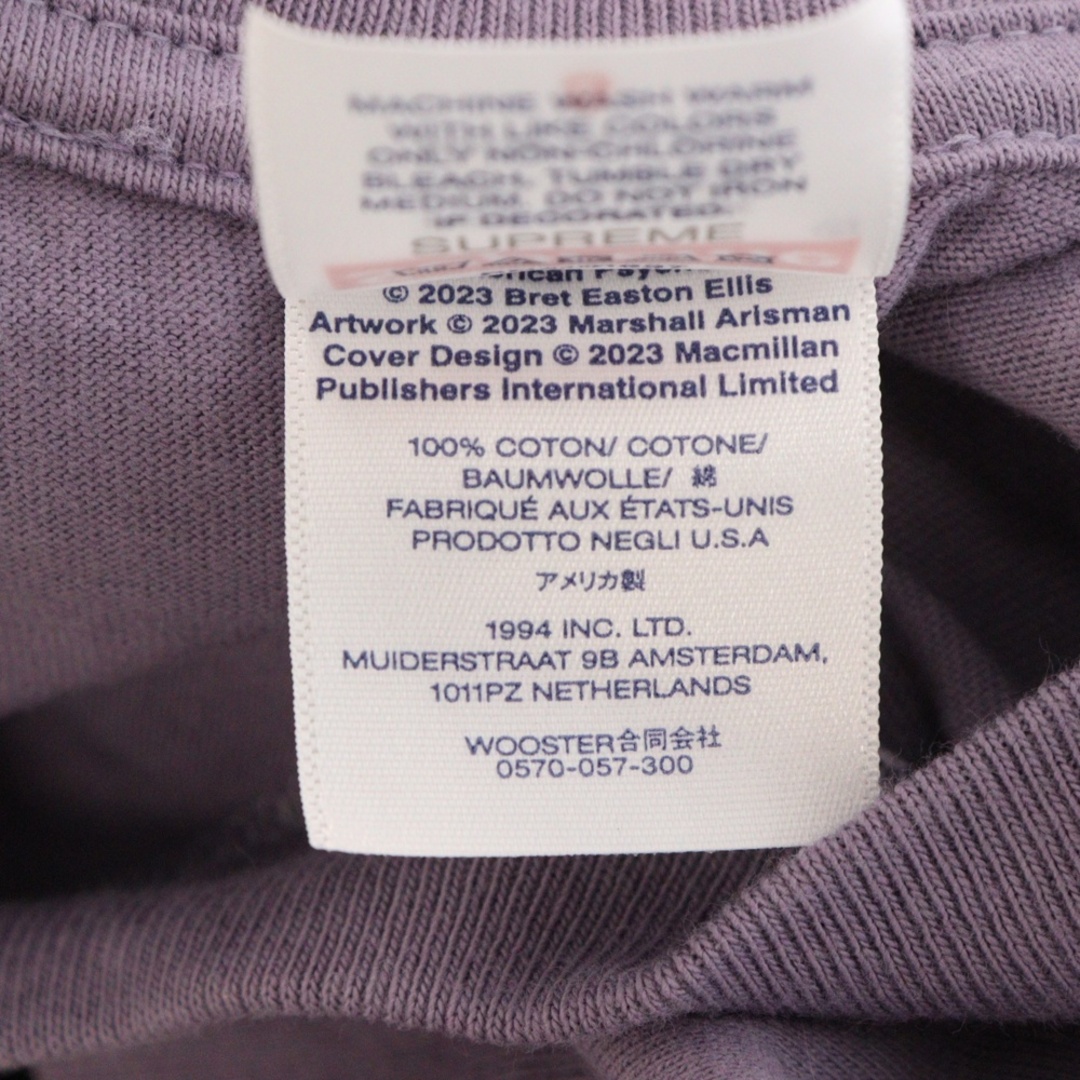 MACHINE WASH WARM
WITH LIKE COLORS
ONLY NON-CHLORINE
BLEACH. TUMBLE DRY
MEDIUM. DO NOT IRON
IF DECORATED.
SUPREME
© 2023 Bret Easton Ellis
Artwork © 2023 Marshall Arisman
Cover Design © 2023 Macmillan
Publishers International Limited
100% COTON/ COTONE/
BAUMWOLLE/ 綿
FABRIQUÉ AUX ÉTATS-UNIS
PRODOTTO NEGLI U.S.A
アメリカ製
1994 INC. LTD.
MUIDERSTRAAT 9B AMSTERDAM,
1011PZ NETHERLANDS
WOOSTER合同会社
0570-057-300